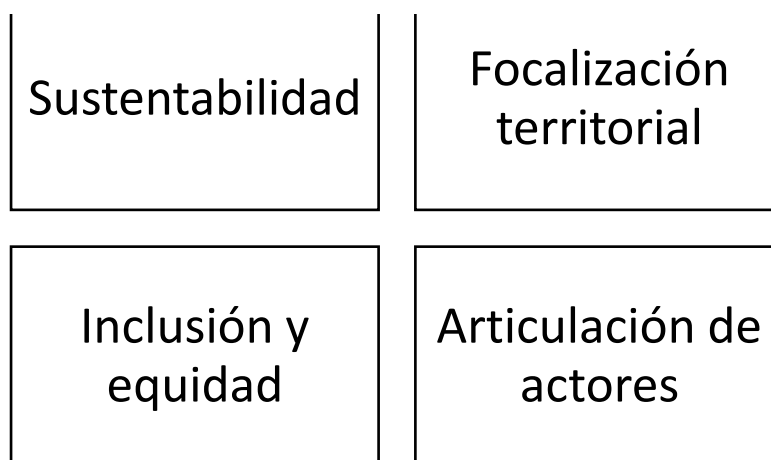 Sustentabilidad
Focalización
territorial
Inclusión y
equidad
Articulación de
actores